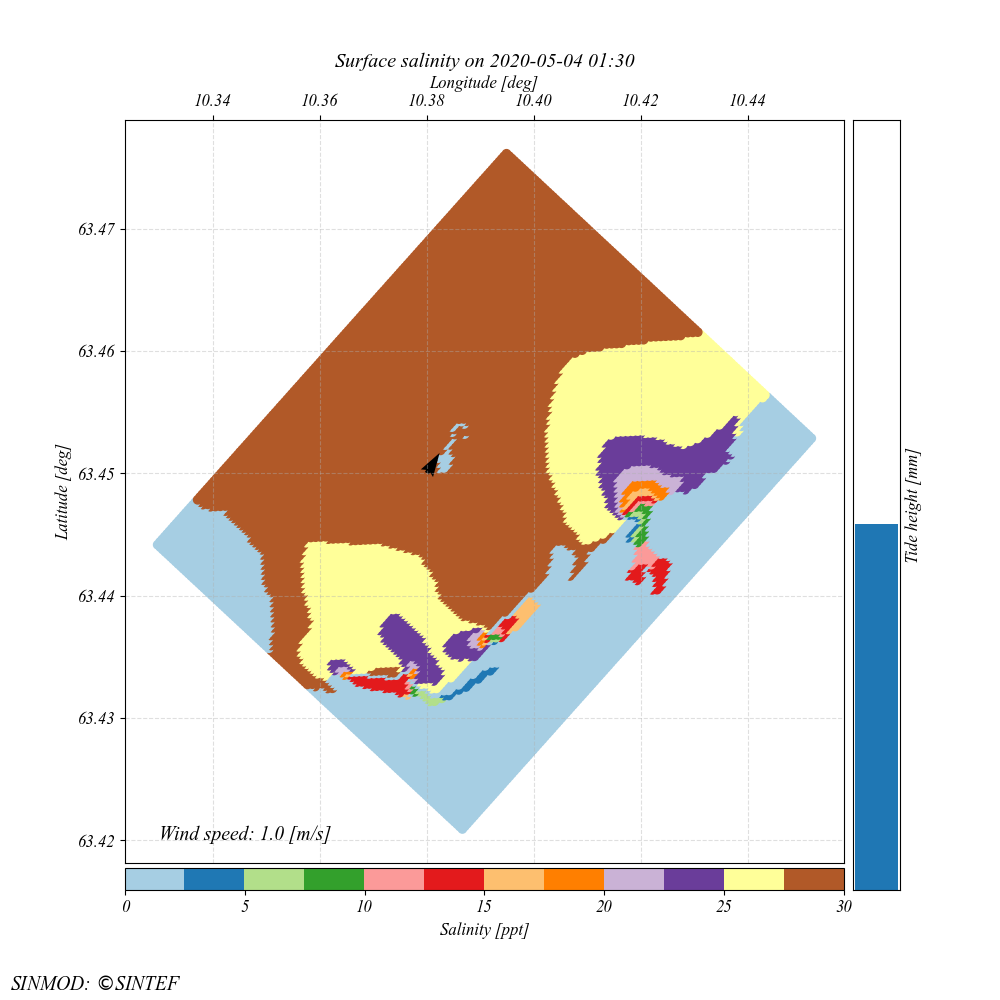 Surface salinity on 2020-05-04 01:30
Longitude [deg]
10.34 10.36 10.38 10.40 10.42 10.44
63.47
63.46
63.45
63.44
63.43
63.42
Latitude [deg]
Tide height [mm]
Wind speed: 1.0 [m/s]
0 5 10 15 20 25 30
Salinity [ppt]
SINMOD: ©SINTEF